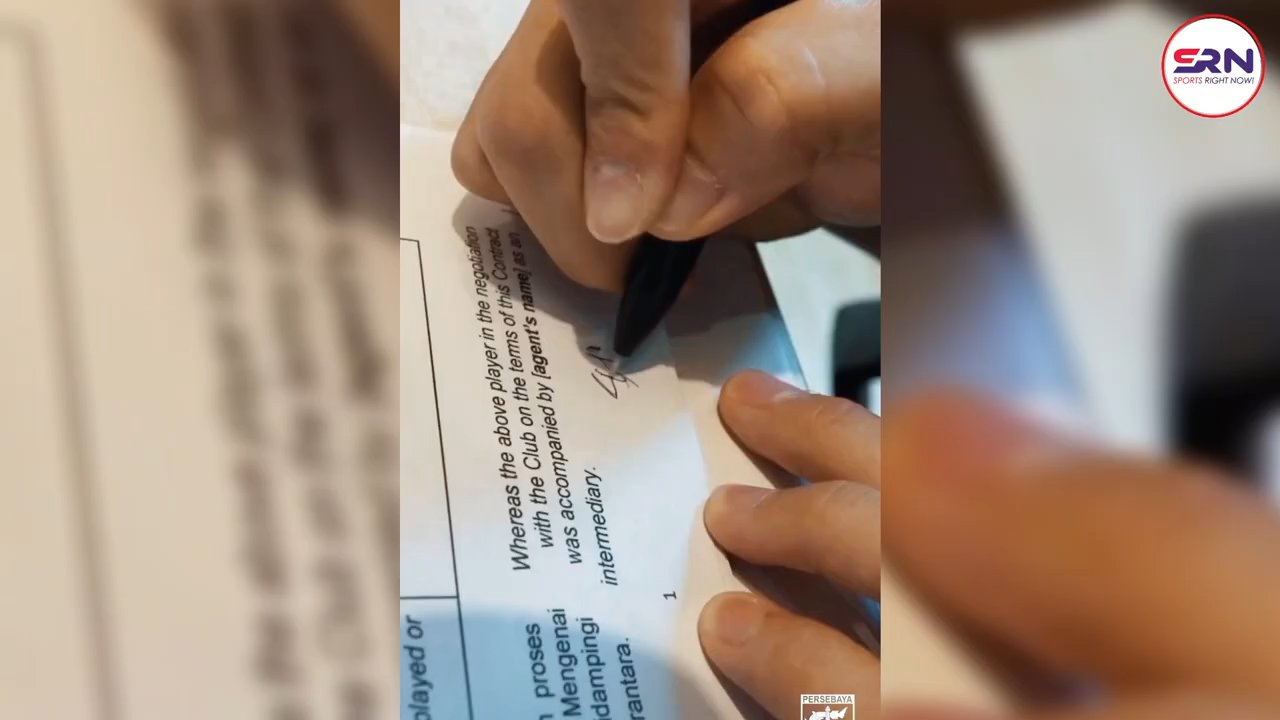 SRN
SPORTS RIGHT NOW!
Whereas the above player in the negotiation
with the Club on the terms of this Contract
was accompanied by [agent's name] as an
intermediary.
played or
proses
Mengenai
idampingi
rantara.
1
PERSEBAYA